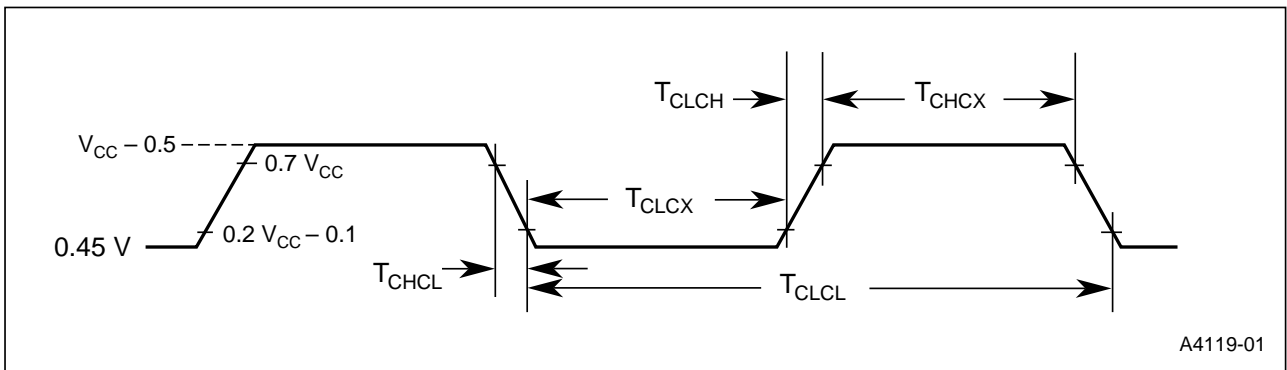 T_CLCH
T_CHCX
V_CC – 0.5
0.7 V_CC
T_CLCX
0.2 V_CC – 0.1
0.45 V
T_CHCL
T_CLCL
A4119-01